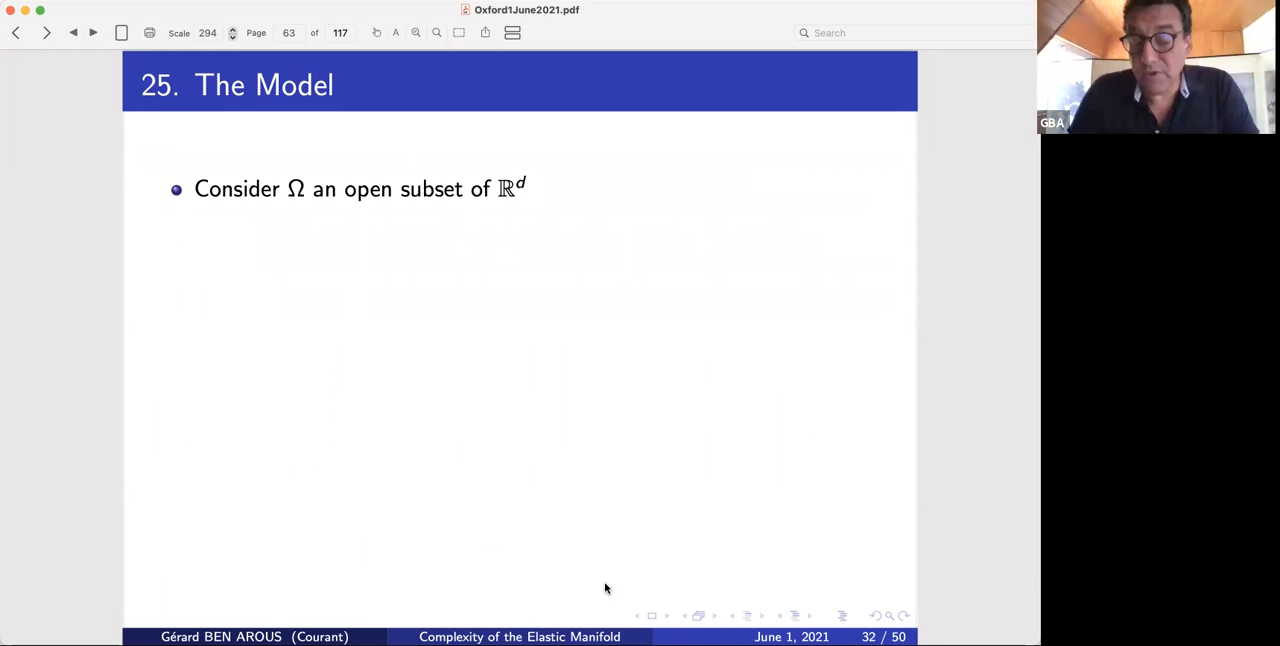 Oxford1June2021.pdf
Scale 294 Page 63 of 117 A Search
25. The Model
GBA
Consider Ω an open subset of ℝᵈ
Gérard BEN AROUS (Courant) Complexity of the Elastic Manifold June 1, 2021 32 / 50